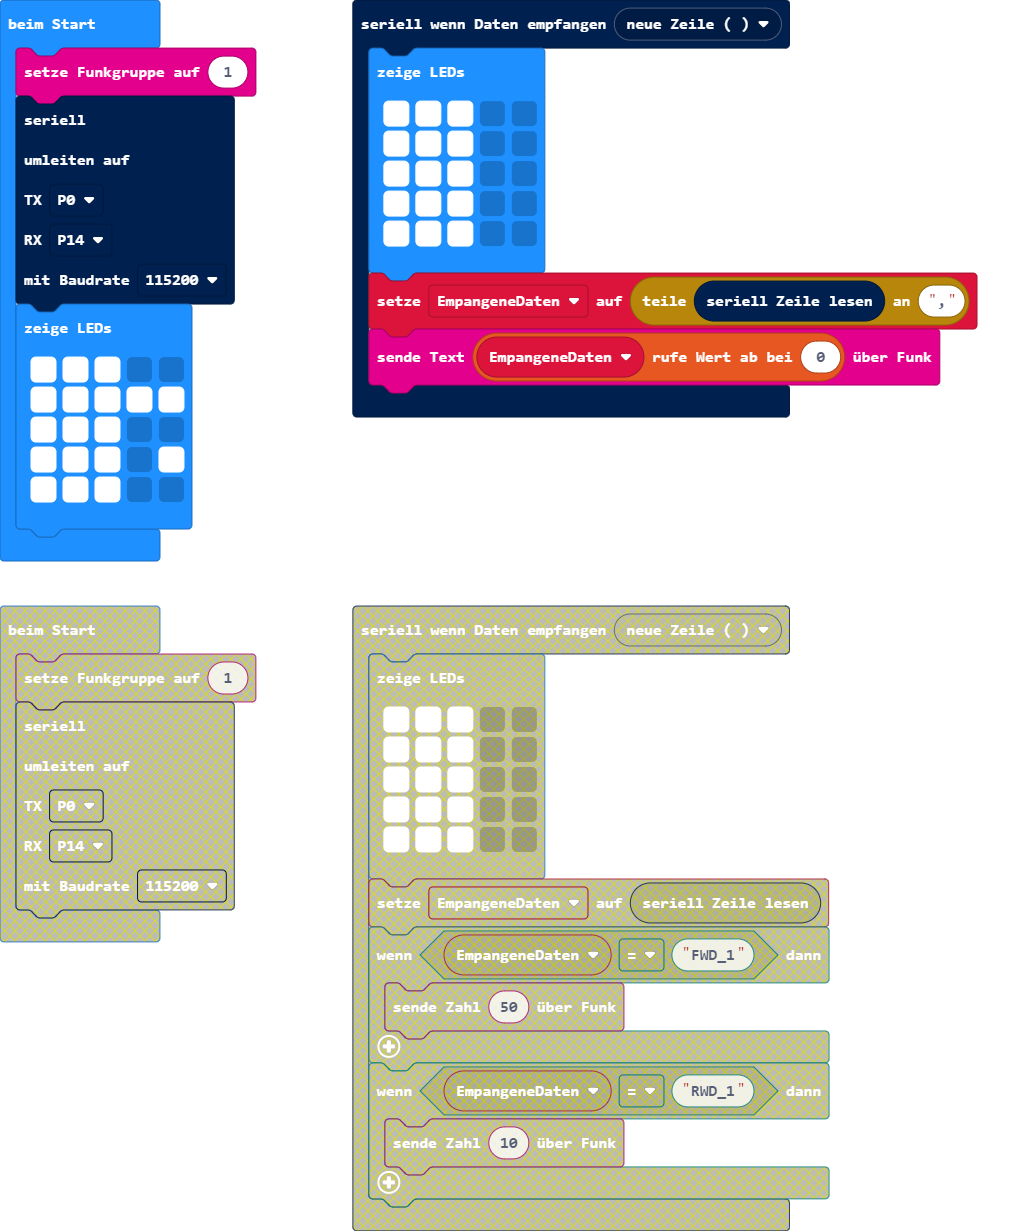 beim Start
setze Funkgruppe auf 1
seriell
umleiten auf
TX P0
RX P14
mit Baudrate 115200
zeige LEDs
seriell wenn Daten empfangen neue Zeile ( )
zeige LEDs
setze EmpangeneDaten auf teile seriell Zeile lesen an ","
sende Text EmpangeneDaten rufe Wert ab bei 0 über Funk
beim Start
setze Funkgruppe auf 1
seriell
umleiten auf
TX P0
RX P14
mit Baudrate 115200
seriell wenn Daten empfangen neue Zeile ( )
zeige LEDs
setze EmpangeneDaten auf seriell Zeile lesen
wenn EmpangeneDaten = "FWD_1" dann
sende Zahl 50 über Funk
wenn EmpangeneDaten = "RWD_1" dann
sende Zahl 10 über Funk